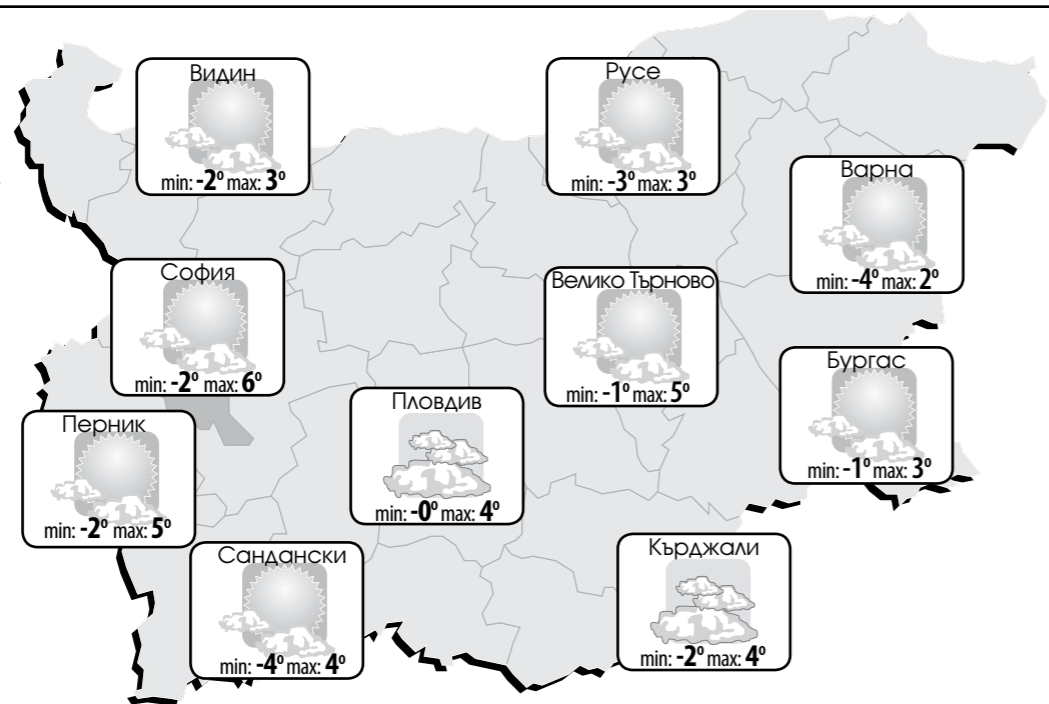 Видин
min: -2° max: 3°
Русе
min: -3° max: 3°
Варна
min: -4° max: 2°
София
min: -2° max: 6°
Велико Търново
min: -1° max: 5°
Бургас
min: -1° max: 3°
Пловдив
min: -0° max: 4°
Перник
min: -2° max: 5°
Сандански
min: -4° max: 4°
Кърджали
min: -2° max: 4°